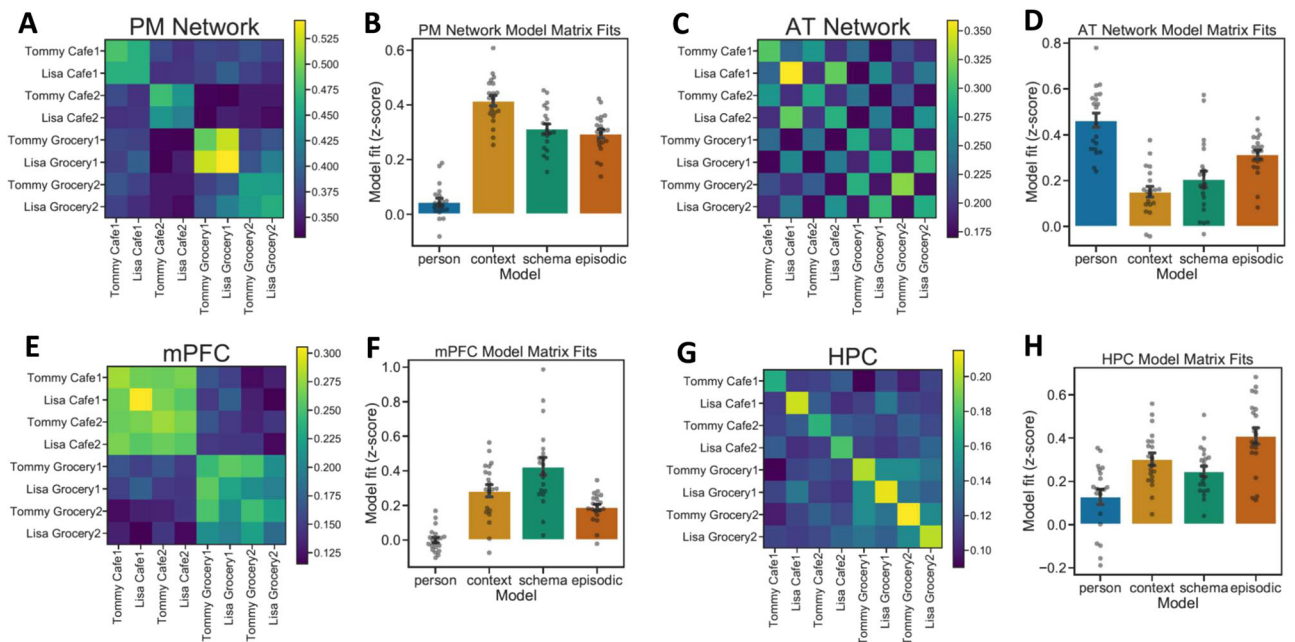 A
PM Network
Tommy Cafe1
Lisa Cafe1
Tommy Cafe2
Lisa Cafe2
Tommy Grocery1
Lisa Grocery1
Tommy Grocery2
Lisa Grocery2
Tommy Cafe1
Lisa Cafe1
Tommy Cafe2
Lisa Cafe2
Tommy Grocery1
Lisa Grocery1
Tommy Grocery2
Lisa Grocery2
0.525
0.500
0.475
0.450
0.425
0.400
0.375
0.350
B
PM Network Model Matrix Fits
Model fit (z-score)
0.6
0.4
0.2
0.0
person context schema episodic
Model
C
AT Network
Tommy Cafe1
Lisa Cafe1
Tommy Cafe2
Lisa Cafe2
Tommy Grocery1
Lisa Grocery1
Tommy Grocery2
Lisa Grocery2
Tommy Cafe1
Lisa Cafe1
Tommy Cafe2
Lisa Cafe2
Tommy Grocery1
Lisa Grocery1
Tommy Grocery2
Lisa Grocery2
0.350
0.325
0.300
0.275
0.250
0.225
0.200
0.175
D
AT Network Model Matrix Fits
Model fit (z-score)
0.8
0.6
0.4
0.2
0.0
person context schema episodic
Model
E
mPFC
Tommy Cafe1
Lisa Cafe1
Tommy Cafe2
Lisa Cafe2
Tommy Grocery1
Lisa Grocery1
Tommy Grocery2
Lisa Grocery2
Tommy Cafe1
Lisa Cafe1
Tommy Cafe2
Lisa Cafe2
Tommy Grocery1
Lisa Grocery1
Tommy Grocery2
Lisa Grocery2
0.300
0.275
0.250
0.225
0.200
0.175
0.150
0.125
F
mPFC Model Matrix Fits
Model fit (z-score)
1.0
0.8
0.6
0.4
0.2
0.0
person context schema episodic
Model
G
HPC
Tommy Cafe1
Lisa Cafe1
Tommy Cafe2
Lisa Cafe2
Tommy Grocery1
Lisa Grocery1
Tommy Grocery2
Lisa Grocery2
Tommy Cafe1
Lisa Cafe1
Tommy Cafe2
Lisa Cafe2
Tommy Grocery1
Lisa Grocery1
Tommy Grocery2
Lisa Grocery2
0.20
0.18
0.16
0.14
0.12
0.10
H
HPC Model Matrix Fits
Model fit (z-score)
0.6
0.4
0.2
0.0
−0.2
person context schema episodic
Model